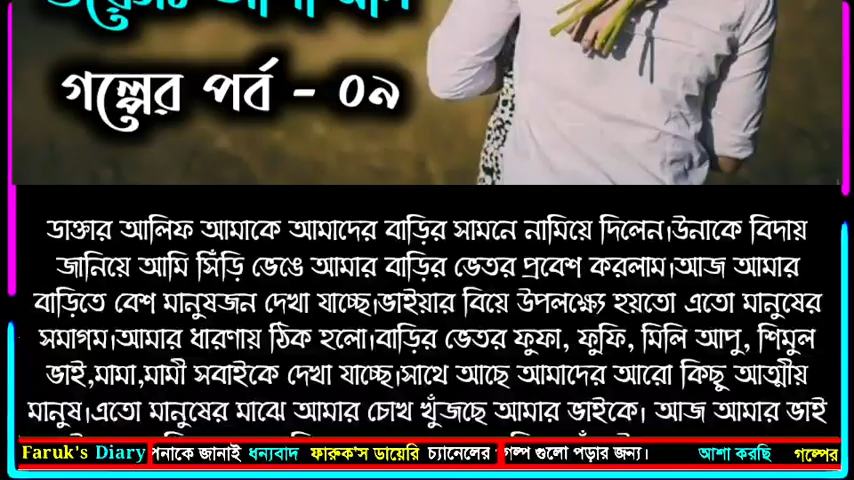 গল্পের পর্ব - ০৯
ডাক্তার আলিফ আমাকে আমাদের বাড়ির সামনে নামিয়ে দিলেন।উনাকে বিদায়
জানিয়ে আমি সিঁড়ি ভেঙে আমার বাড়ির ভেতর প্রবেশ করলাম।আজ আমার
বাড়িতে বেশ মানুষজন দেখা যাচ্ছে।ভাইয়ার বিয়ে উপলক্ষ্যে হয়তো এতো মানুষের
সমাগম।আমার ধারণায় ঠিক হলো।বাড়ির ভেতর ফুফা, ফুফি, মিলি আপু, শিমুল
ভাই,মামা,মামী সবাইকে দেখা যাচ্ছে।সাথে আছে আমাদের আরো কিছু আত্মীয়
মানুষ।এতো মানুষের মাঝে আমার চোখ খুঁজছে আমার ভাইকে। আজ আমার ভাই
Faruk's Diary পনাকে জানাই ধন্যবাদ ফারুক'স ডায়েরি চ্যানেলের গল্প গুলো পড়ার জন্য। আশা করছি গল্পের